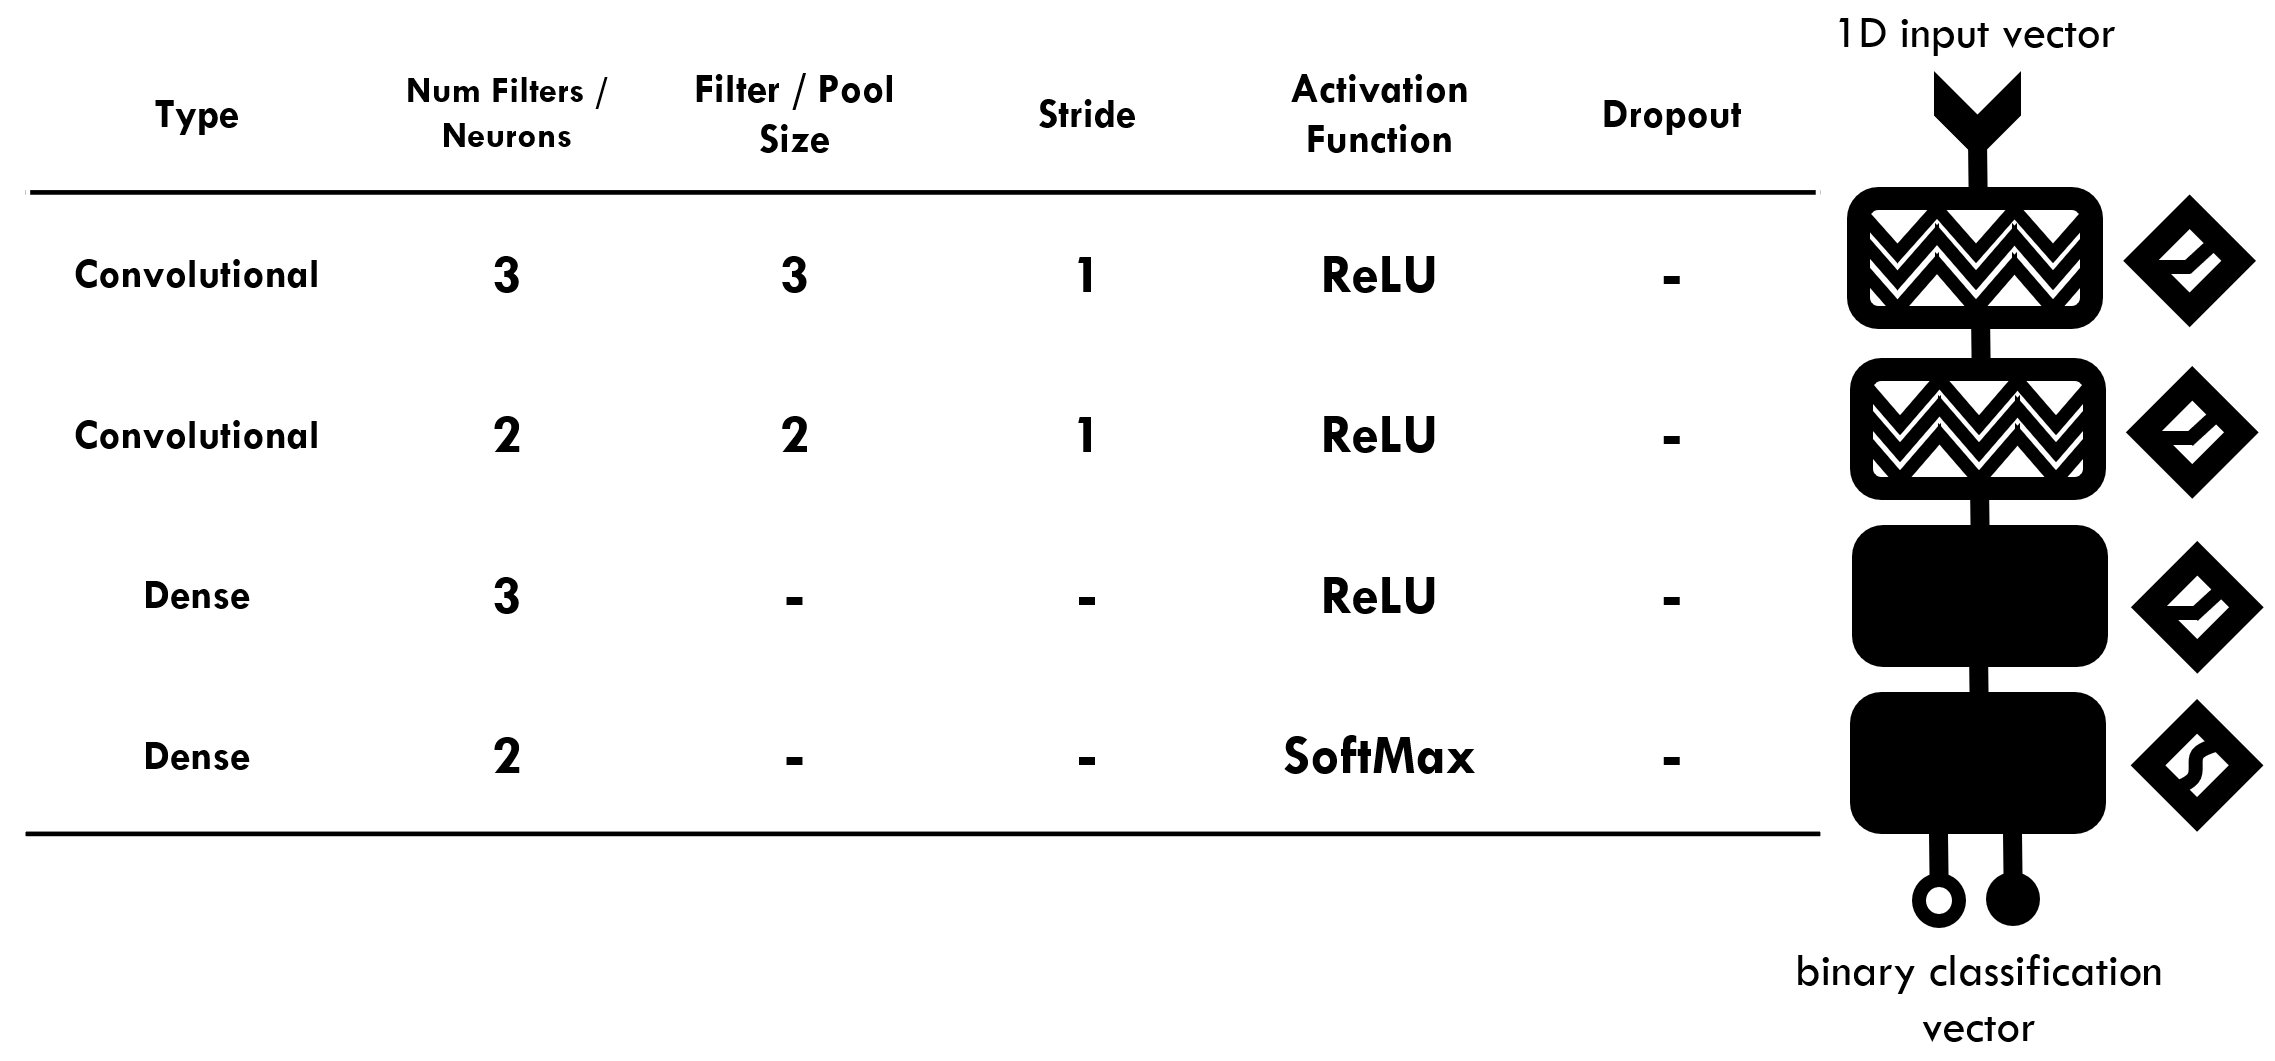 1D input vector
Type Num Filters / Neurons Filter / Pool Size Stride Activation Function Dropout
Convolutional 3 3 1 ReLU -
Convolutional 2 2 1 ReLU -
Dense 3 - - ReLU -
Dense 2 - - SoftMax -
binary classification
vector